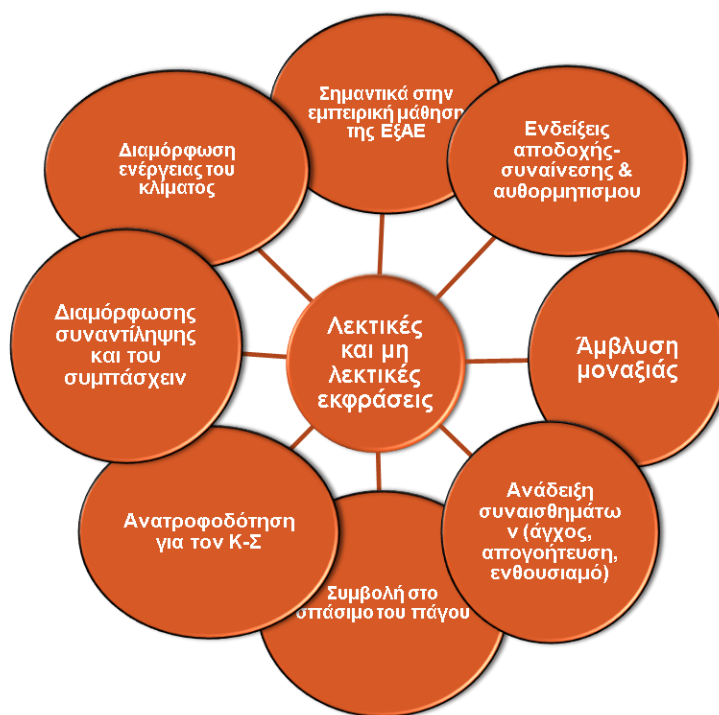 Σημαντικά στην
εμπειρική μάθηση
της ΕξΑΕ
Ενδείξεις
αποδοχής-
συναίνεσης &
αυθορμητισμου
Άμβλυση
μοναξιάς
Ανάδειξη
συναισθημάτω
ν (άγχος,
απογοήτευση,
ενθουσιαμό)
Συμβολή στο
σπάσιμο του πάγου
Ανατροφοδότηση
για τον Κ-Σ
Διαμόρφωσης
συναντίληψης
και του
συμπάσχειν
Διαμόρφωση
ενέργειας του
κλίματος
Λεκτικές
και μη
λεκτικές
εκφράσεις